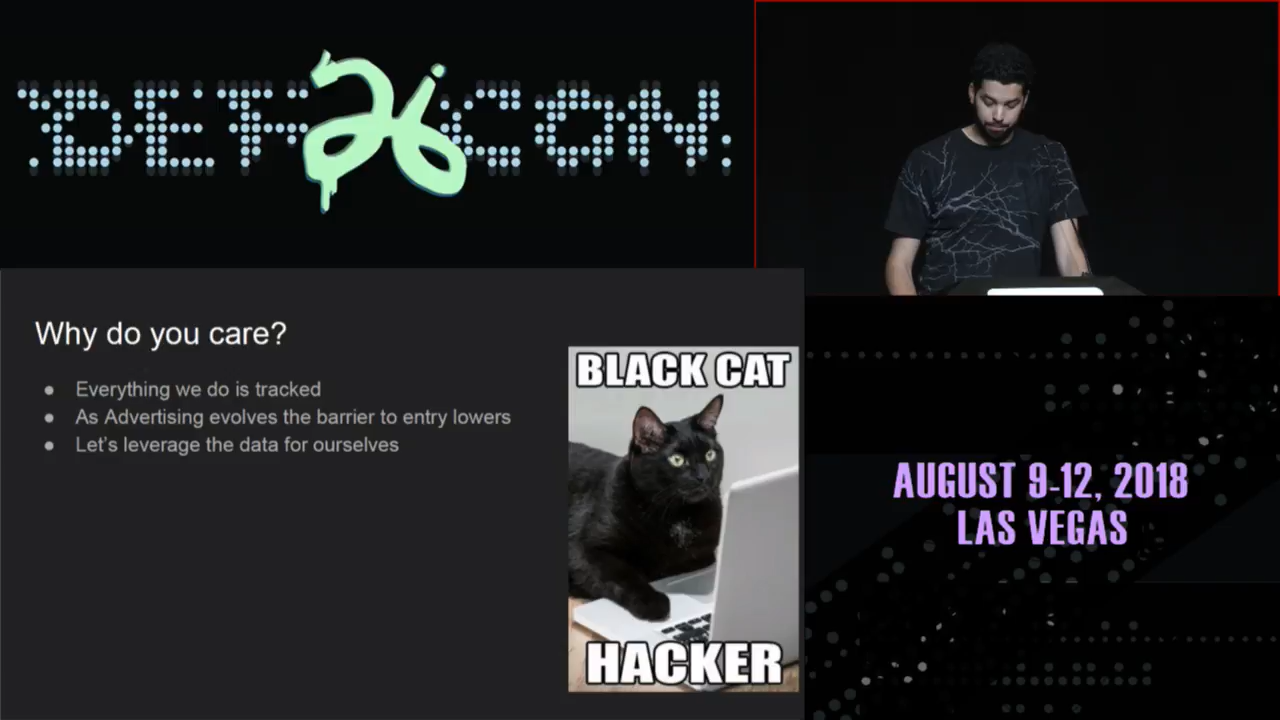 DEF 26 CON
Why do you care?
● Everything we do is tracked
● As Advertising evolves the barrier to entry lowers
● Let's leverage the data for ourselves
BLACK CAT
HACKER
AUGUST 9-12, 2018
LAS VEGAS